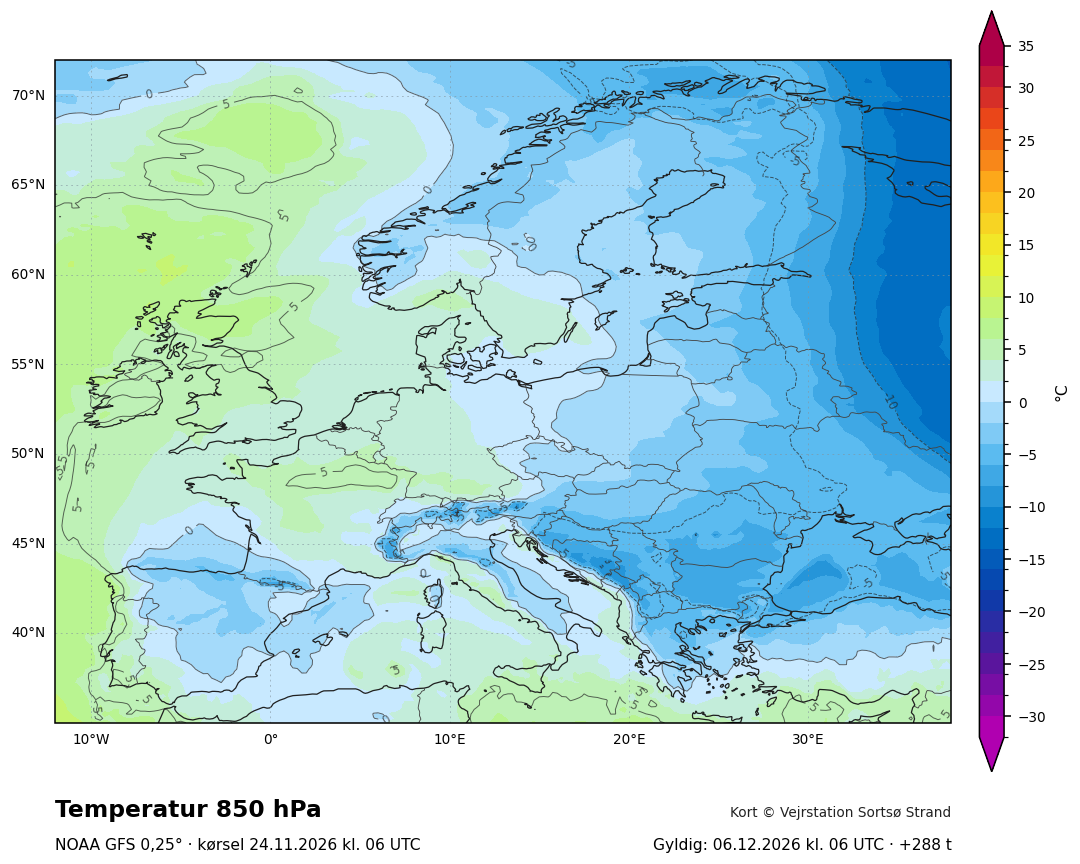 35
30
25
20
15
10
5
0
−5
−10
−15
−20
−25
−30
°C
70°N
65°N
60°N
55°N
50°N
45°N
40°N
10°W
0°
10°E
20°E
30°E
Temperatur 850 hPa
Kort © Vejrstation Sortsø Strand
NOAA GFS 0,25° · kørsel 24.11.2026 kl. 06 UTC
Gyldig: 06.12.2026 kl. 06 UTC · +288 t